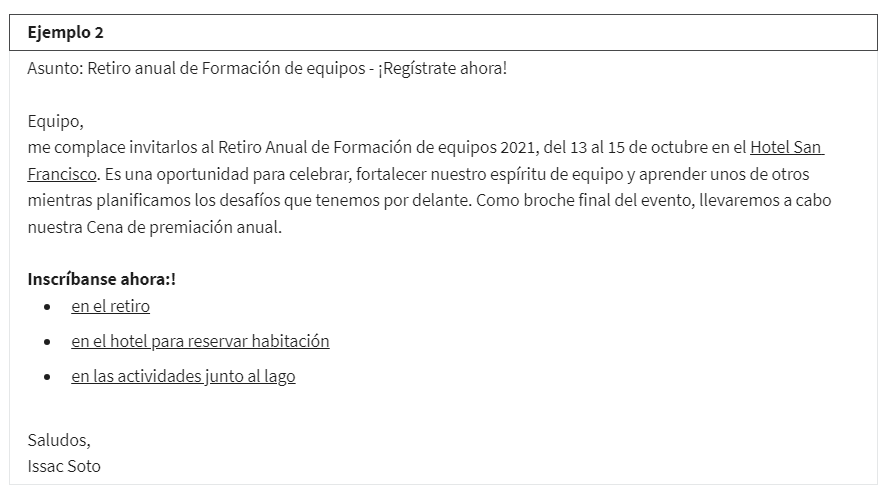 Ejemplo 2
Asunto: Retiro anual de Formación de equipos - ¡Regístrate ahora!
Equipo,
me complace invitarlos al Retiro Anual de Formación de equipos 2021, del 13 al 15 de octubre en el Hotel San
Francisco. Es una oportunidad para celebrar, fortalecer nuestro espíritu de equipo y aprender unos de otros
mientras planificamos los desafíos que tenemos por delante. Como broche final del evento, llevaremos a cabo
nuestra Cena de premiación anual.
Inscríbanse ahora:!
• en el retiro
• en el hotel para reservar habitación
• en las actividades junto al lago
Saludos,
Issac Soto